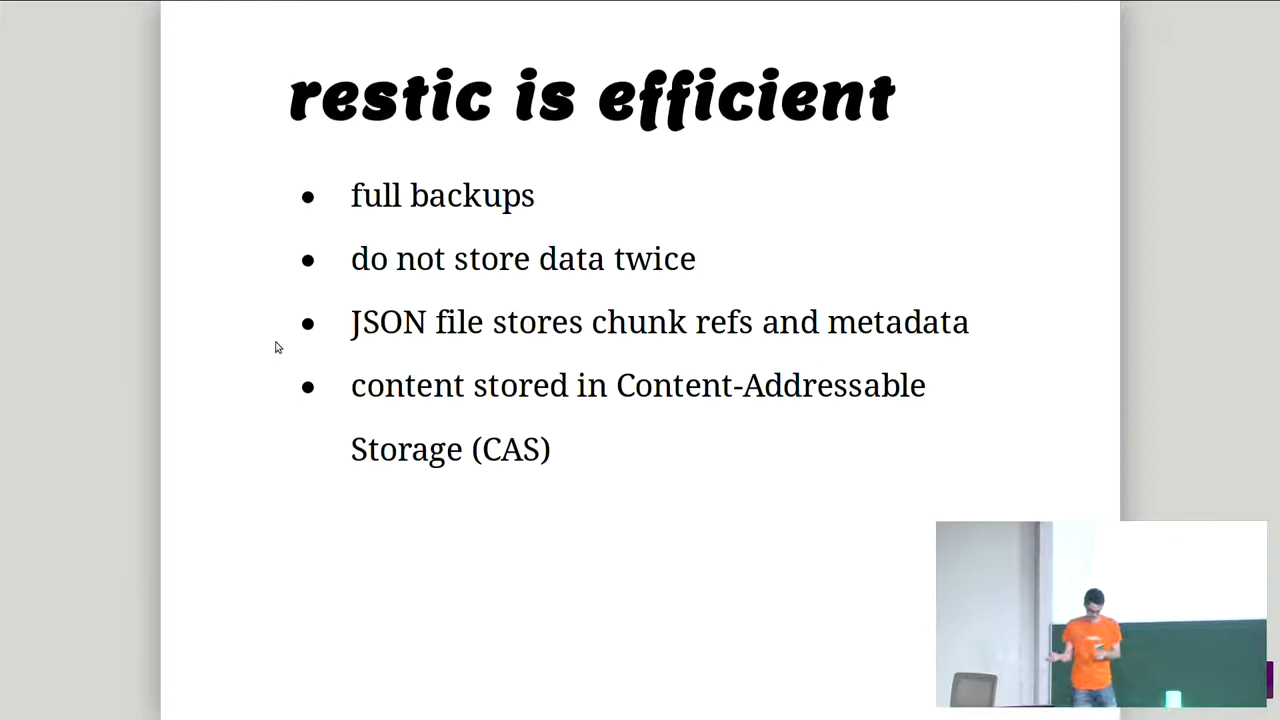 restic is efficient
full backups
do not store data twice
JSON file stores chunk refs and metadata
content stored in Content-Addressable
Storage (CAS)